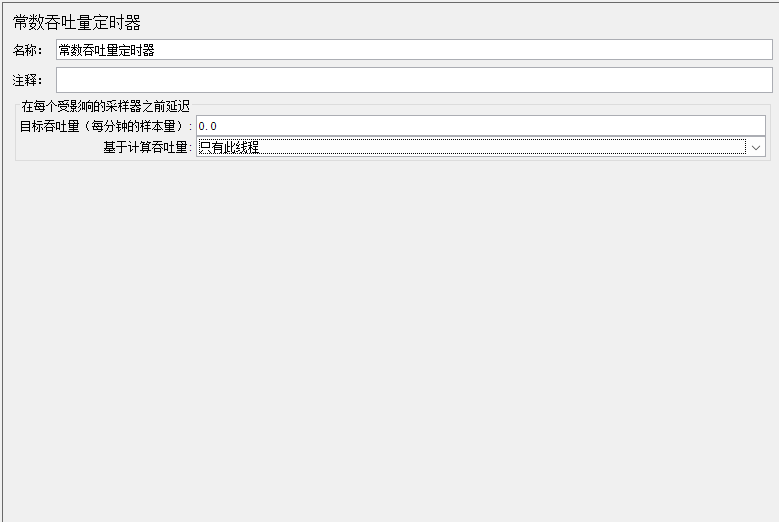 常数吞吐量定时器
名称: 常数吞吐量定时器
注释:
在每个受影响的采样器之前延迟
目标吞吐量（每分钟的样本量）: 0.0
基于计算吞吐量: 只有此线程